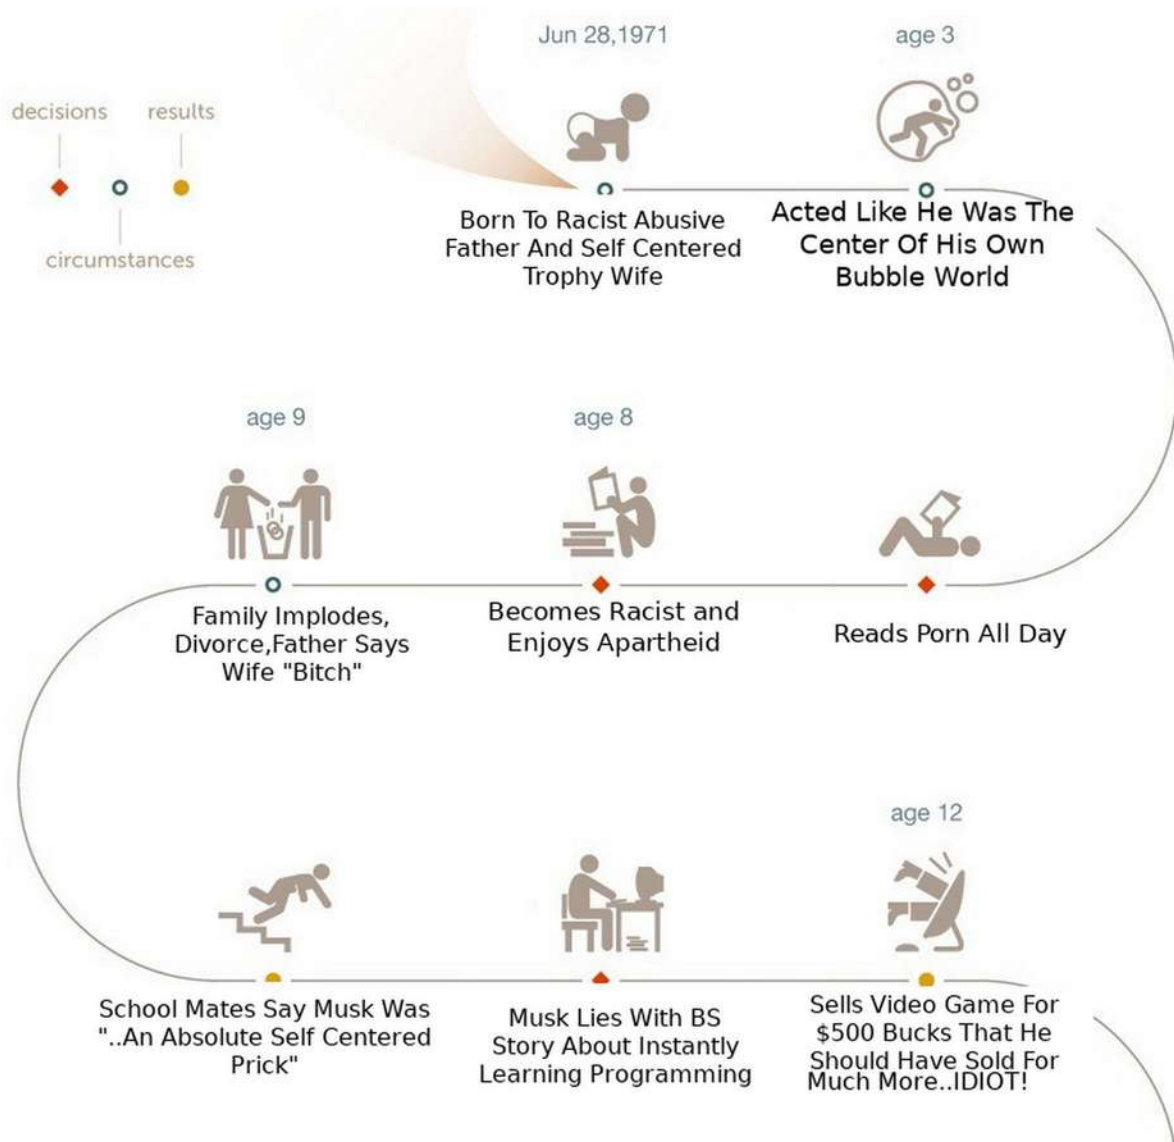 decisions
results
circumstances
Jun 28,1971
Born To Racist Abusive
Father And Self Centered
Trophy Wife
age 3
Acted Like He Was The
Center Of His Own
Bubble World
age 9
Family Implodes,
Divorce,Father Says
Wife "Bitch"
age 8
Becomes Racist and
Enjoys Apartheid
Reads Porn All Day
School Mates Say Musk Was
"..An Absolute Self Centered
Prick"
Musk Lies With BS
Story About Instantly
Learning Programming
age 12
Sells Video Game For
$500 Bucks That He
Should Have Sold For
Much More..IDIOT!